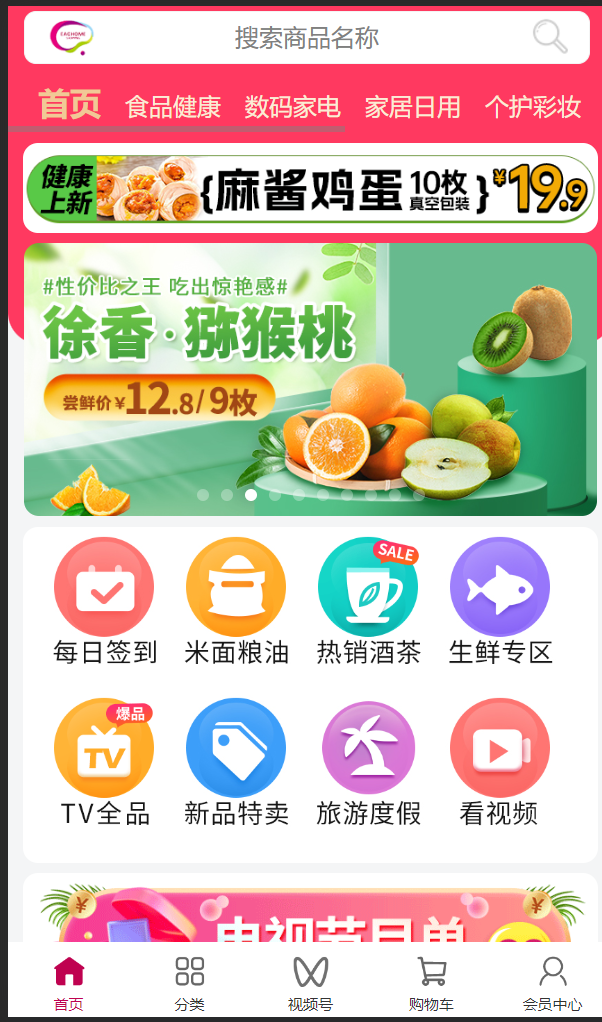 搜索商品名称
首页 食品健康 数码家电 家居日用 个护彩妆
健康
上新
{麻酱鸡蛋 10枚 真空包装} ¥19.9
#性价比之王 吃出惊艳感#
徐香·猕猴桃
尝鲜价¥12.8/9枚
SALE
每日签到 米面粮油 热销酒茶 生鲜专区
爆品
TV
TV全品 新品特卖 旅游度假 看视频
¥ ¥
电视节目单
首页 分类 视频号 购物车 会员中心